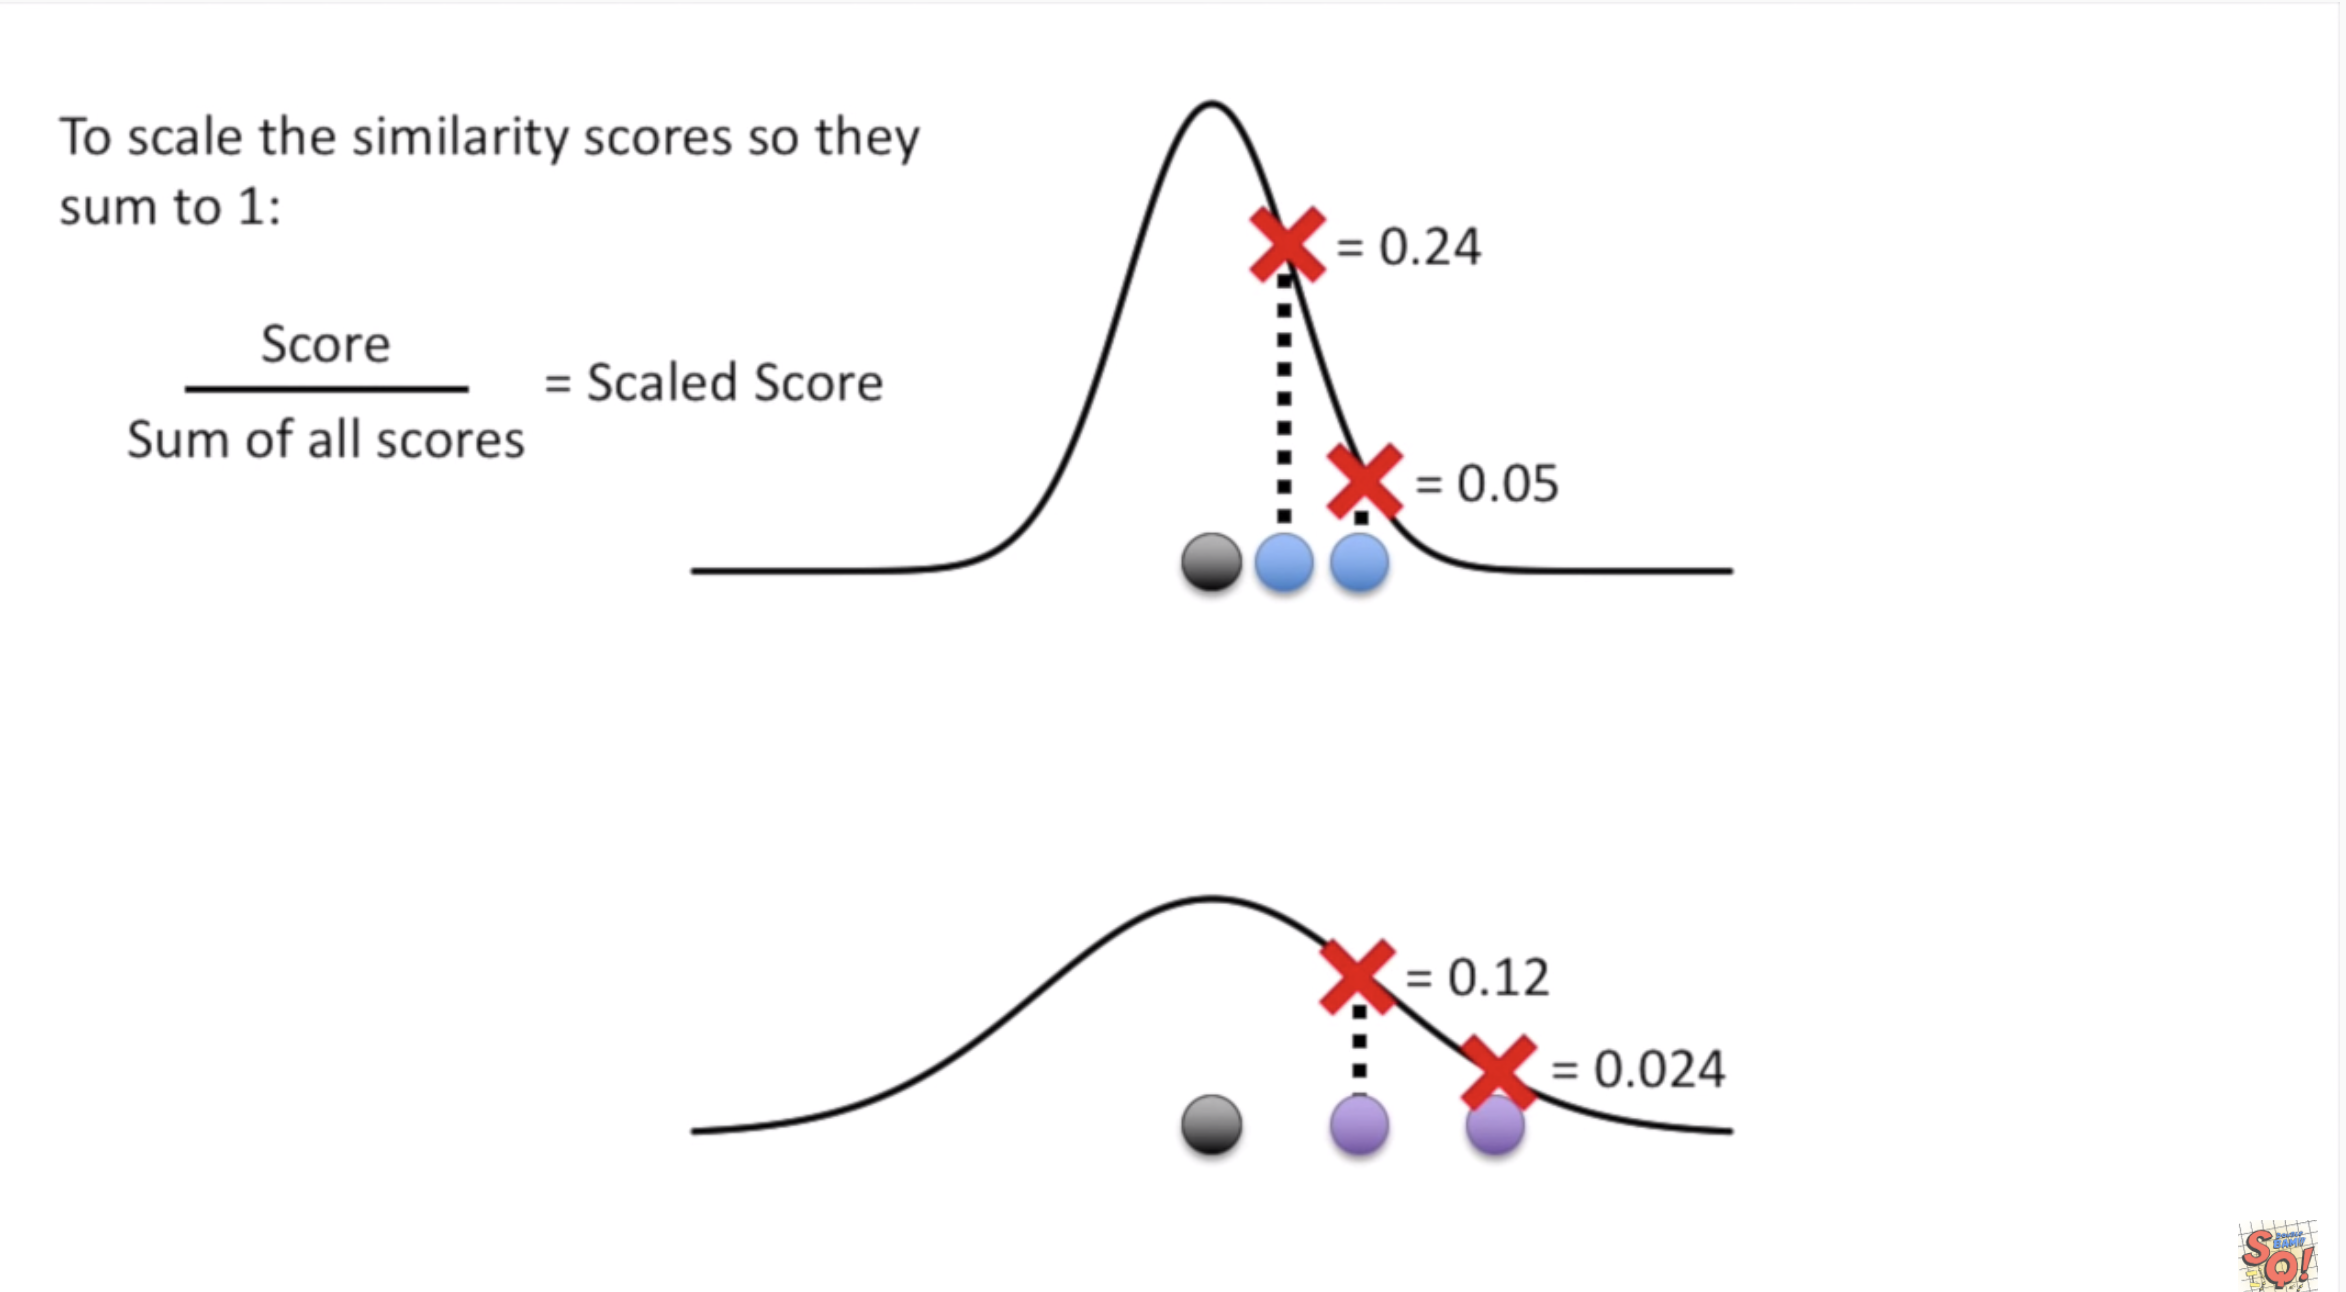 To scale the similarity scores so they
sum to 1:
Score
Sum of all scores
= Scaled Score
= 0.24
= 0.05
= 0.12
= 0.024
SQ!